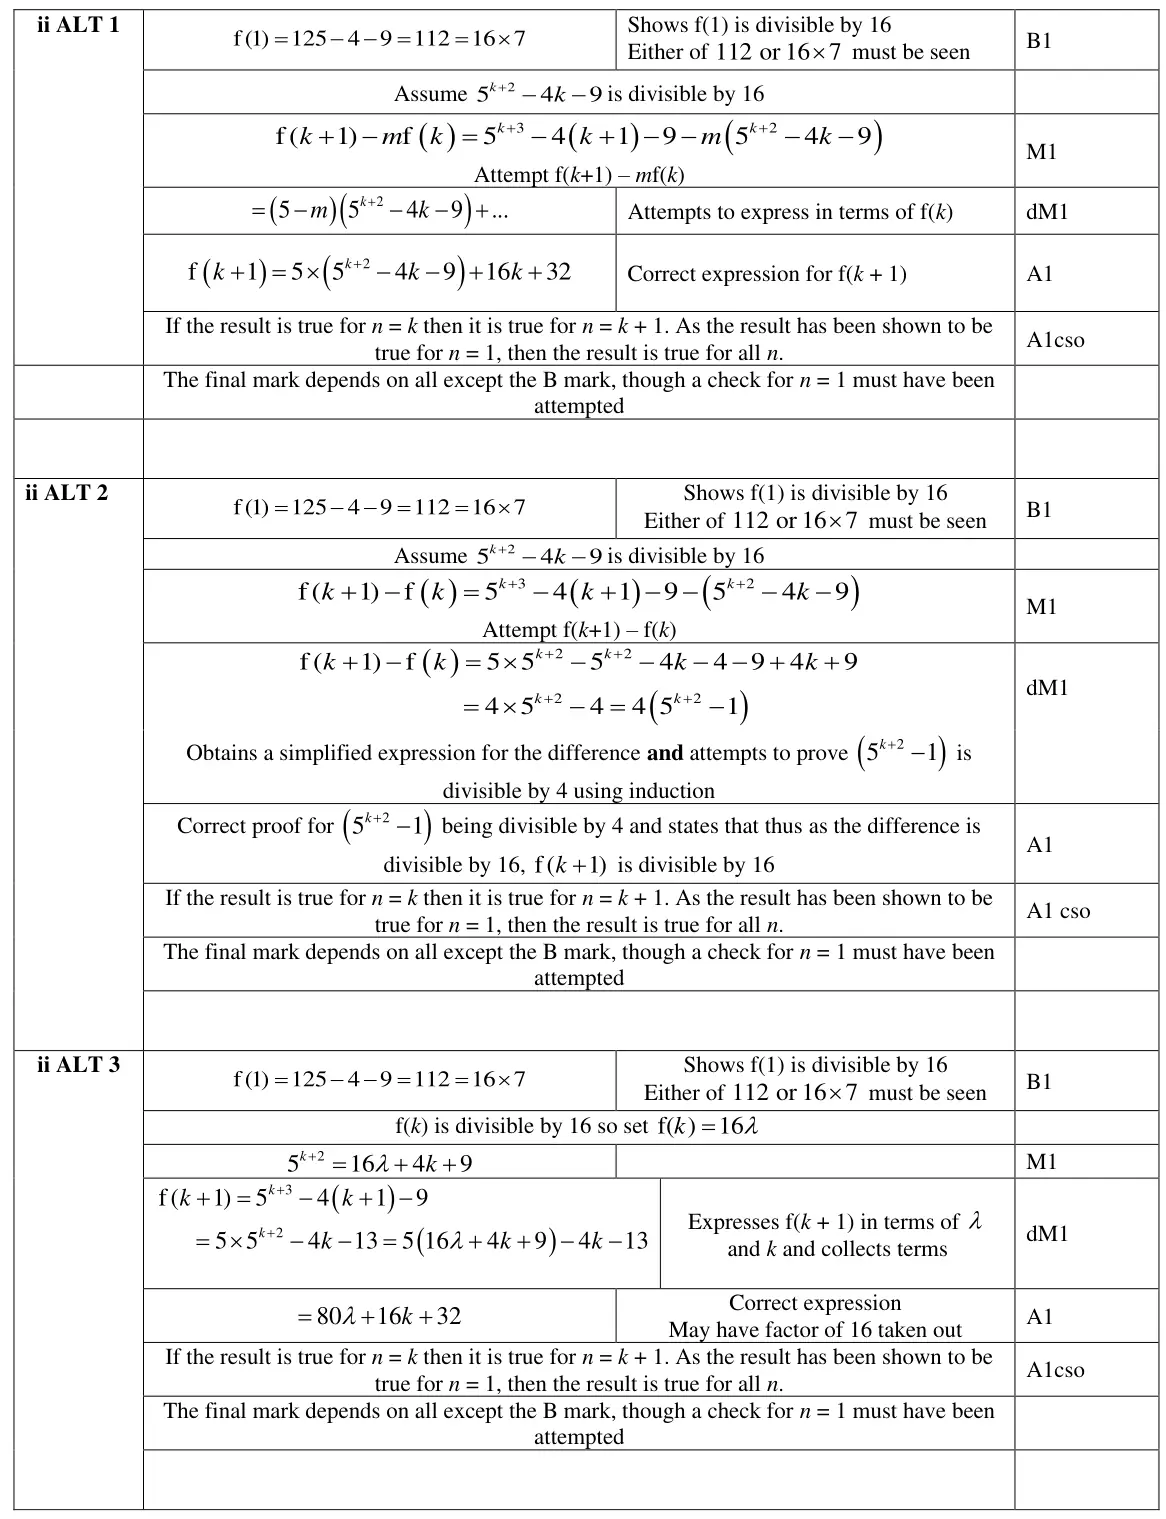 ii ALT 1
f (1) = 125 − 4 − 9 = 112 = 16 × 7
Shows f(1) is divisible by 16
Either of 112 or 16 × 7 must be seen
B1
Assume 5^{k+2} − 4k − 9 is divisible by 16
f (k + 1) − mf (k) = 5^{k+3} − 4(k + 1) − 9 − m(5^{k+2} − 4k − 9)
Attempt f(k+1) – mf(k)
M1
= (5 − m)(5^{k+2} − 4k − 9) + ...
Attempts to express in terms of f(k)
dM1
f (k + 1) = 5 × (5^{k+2} − 4k − 9) + 16k + 32
Correct expression for f(k + 1)
A1
If the result is true for n = k then it is true for n = k + 1. As the result has been shown to be
true for n = 1, then the result is true for all n.
A1cso
The final mark depends on all except the B mark, though a check for n = 1 must have been
attempted
ii ALT 2
f (1) = 125 − 4 − 9 = 112 = 16 × 7
Shows f(1) is divisible by 16
Either of 112 or 16 × 7 must be seen
B1
Assume 5^{k+2} − 4k − 9 is divisible by 16
f (k + 1) − f (k) = 5^{k+3} − 4(k + 1) − 9 − (5^{k+2} − 4k − 9)
Attempt f(k+1) – f(k)
M1
f (k + 1) − f (k) = 5 × 5^{k+2} − 5^{k+2} − 4k − 4 − 9 + 4k + 9
= 4 × 5^{k+2} − 4 = 4(5^{k+2} − 1)
dM1
Obtains a simplified expression for the difference and attempts to prove (5^{k+2} − 1) is
divisible by 4 using induction
Correct proof for (5^{k+2} − 1) being divisible by 4 and states that thus as the difference is
divisible by 16, f (k + 1) is divisible by 16
A1
If the result is true for n = k then it is true for n = k + 1. As the result has been shown to be
true for n = 1, then the result is true for all n.
A1 cso
The final mark depends on all except the B mark, though a check for n = 1 must have been
attempted
ii ALT 3
f (1) = 125 − 4 − 9 = 112 = 16 × 7
Shows f(1) is divisible by 16
Either of 112 or 16 × 7 must be seen
B1
f(k) is divisible by 16 so set f(k) = 16λ
5^{k+2} = 16λ + 4k + 9
M1
f (k + 1) = 5^{k+3} − 4(k + 1) − 9
= 5 × 5^{k+2} − 4k − 13 = 5(16λ + 4k + 9) − 4k − 13
Expresses f(k + 1) in terms of λ
and k and collects terms
dM1
= 80λ + 16k + 32
Correct expression
May have factor of 16 taken out
A1
If the result is true for n = k then it is true for n = k + 1. As the result has been shown to be
true for n = 1, then the result is true for all n.
A1cso
The final mark depends on all except the B mark, though a check for n = 1 must have been
attempted